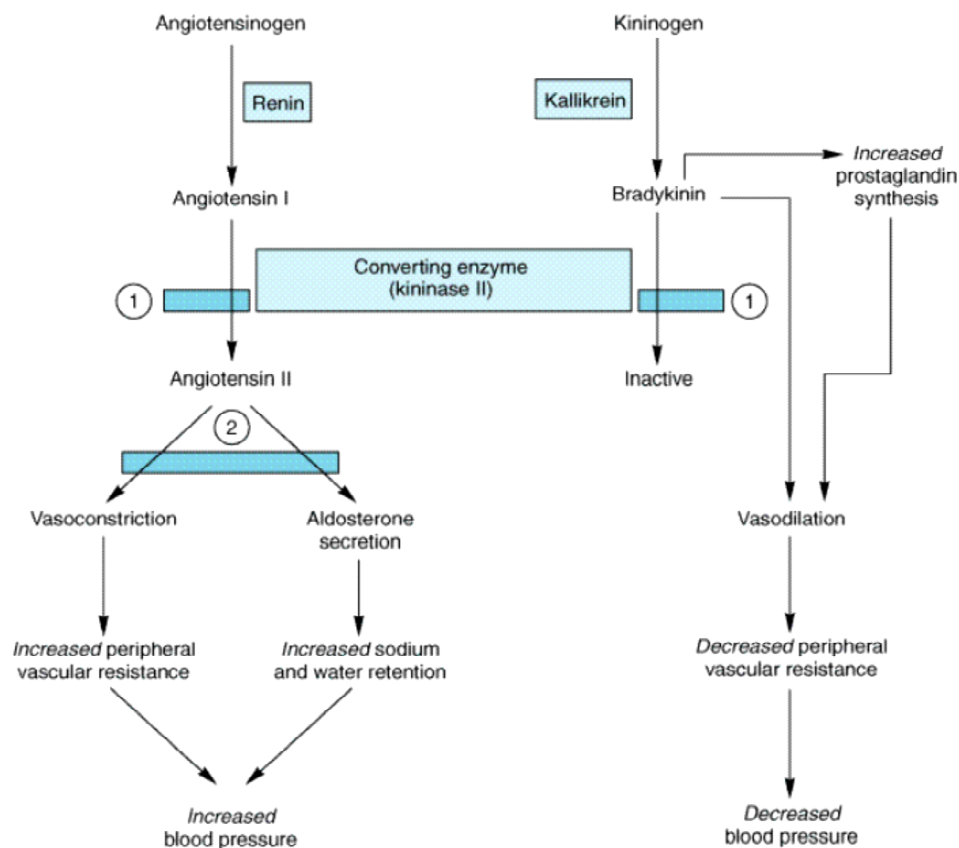 Angiotensinogen
Kininogen
Renin
Kallikrein
Increased
prostaglandin
synthesis
Angiotensin I
Bradykinin
Converting enzyme
(kininase II)
1
1
Angiotensin II
Inactive
2
Vasoconstriction
Aldosterone
secretion
Vasodilation
Increased peripheral
vascular resistance
Increased sodium
and water retention
Decreased peripheral
vascular resistance
Increased
blood pressure
Decreased
blood pressure